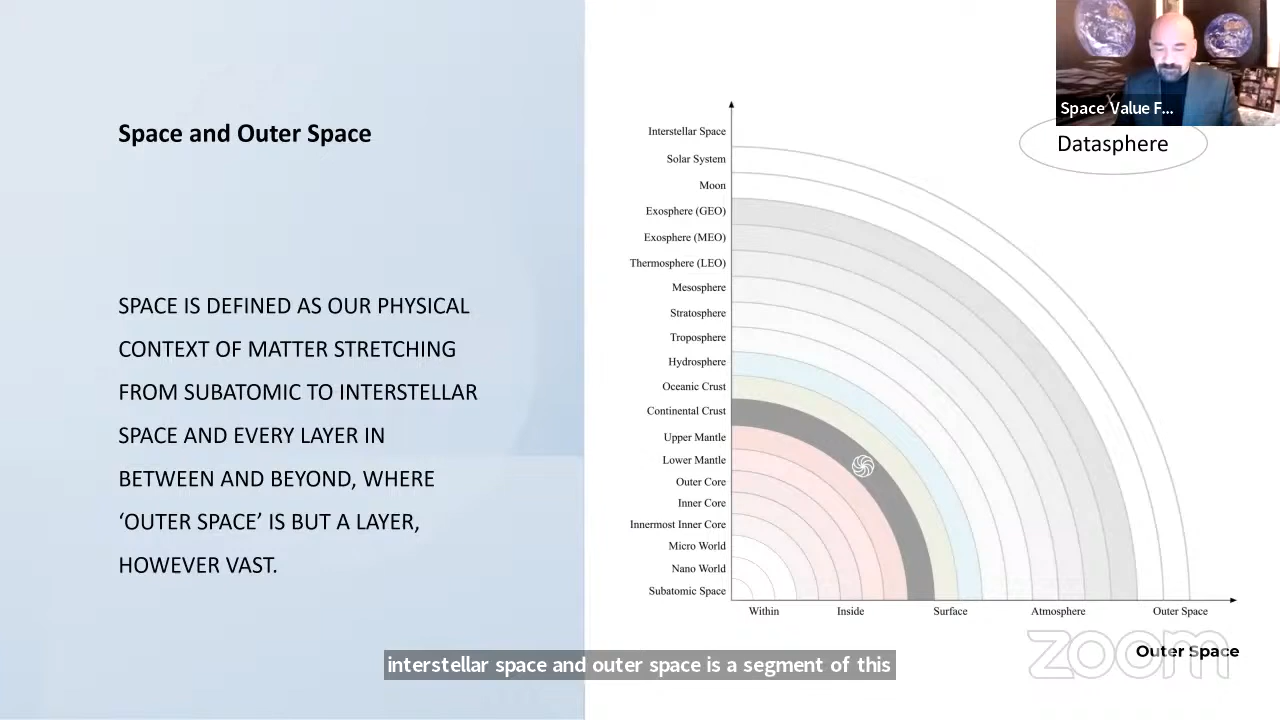 Space Value F...
Datasphere
Space and Outer Space
SPACE IS DEFINED AS OUR PHYSICAL
CONTEXT OF MATTER STRETCHING
FROM SUBATOMIC TO INTERSTELLAR
SPACE AND EVERY LAYER IN
BETWEEN AND BEYOND, WHERE
‘OUTER SPACE’ IS BUT A LAYER,
HOWEVER VAST.
Interstellar Space
Solar System
Moon
Exosphere (GEO)
Exosphere (MEO)
Thermosphere (LEO)
Mesosphere
Stratosphere
Troposphere
Hydrosphere
Oceanic Crust
Continental Crust
Upper Mantle
Lower Mantle
Outer Core
Inner Core
Innermost Inner Core
Micro World
Nano World
Subatomic Space
Within
Inside
Surface
Atmosphere
Outer Space
Outer Space
zoom
interstellar space and outer space is a segment of this